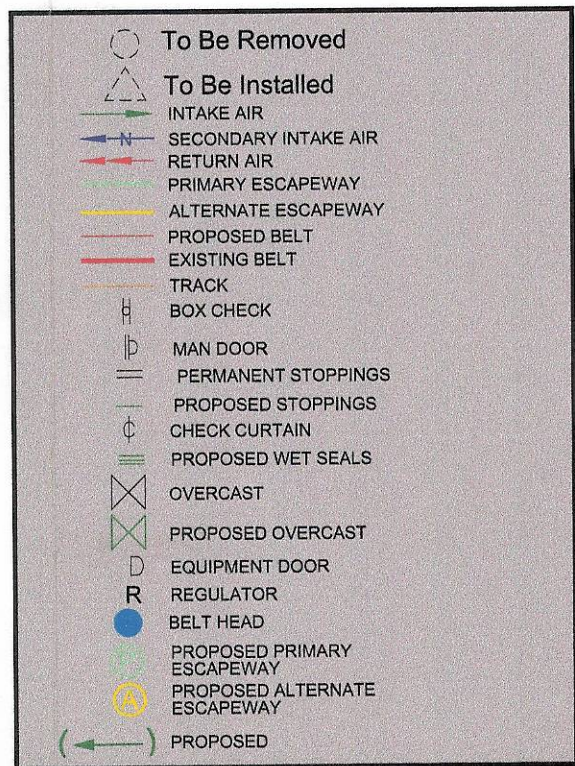 To Be Removed
To Be Installed
INTAKE AIR
N SECONDARY INTAKE AIR
RETURN AIR
PRIMARY ESCAPEWAY
ALTERNATE ESCAPEWAY
PROPOSED BELT
EXISTING BELT
TRACK
BOX CHECK
MAN DOOR
PERMANENT STOPPINGS
PROPOSED STOPPINGS
CHECK CURTAIN
PROPOSED WET SEALS
OVERCAST
PROPOSED OVERCAST
D EQUIPMENT DOOR
R REGULATOR
BELT HEAD
PROPOSED PRIMARY
ESCAPEWAY
A PROPOSED ALTERNATE
ESCAPEWAY
( ) PROPOSED